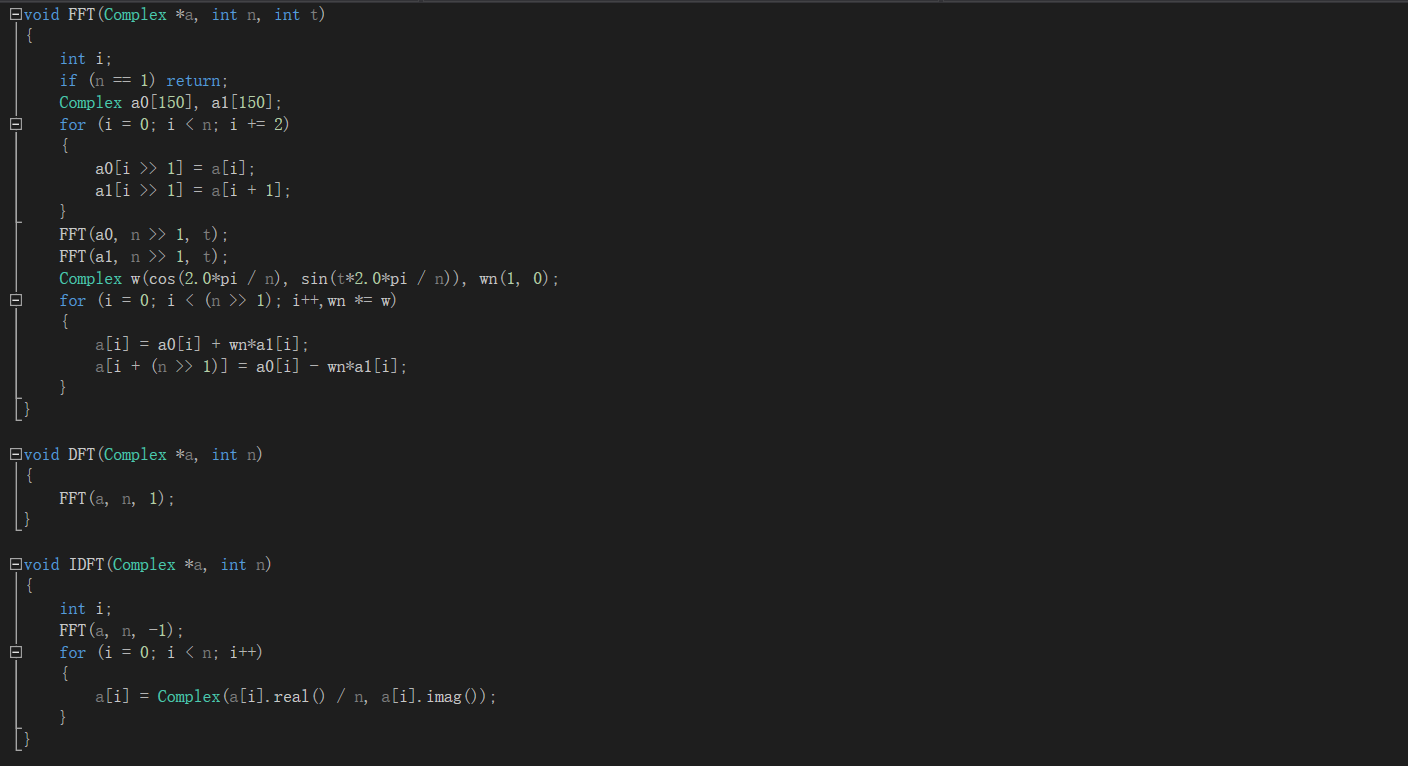 void FFT(Complex *a, int n, int t)
{
    int i;
    if (n == 1) return;
    Complex a0[150], a1[150];
    for (i = 0; i < n; i += 2)
    {
        a0[i >> 1] = a[i];
        a1[i >> 1] = a[i + 1];
    }
    FFT(a0, n >> 1, t);
    FFT(a1, n >> 1, t);
    Complex w(cos(2.0*pi / n), sin(t*2.0*pi / n)), wn(1, 0);
    for (i = 0; i < (n >> 1); i++,wn *= w)
    {
        a[i] = a0[i] + wn*a1[i];
        a[i + (n >> 1)] = a0[i] - wn*a1[i];
    }
}

void DFT(Complex *a, int n)
{
    FFT(a, n, 1);
}

void IDFT(Complex *a, int n)
{
    int i;
    FFT(a, n, -1);
    for (i = 0; i < n; i++)
    {
        a[i] = Complex(a[i].real() / n, a[i].imag());
    }
}